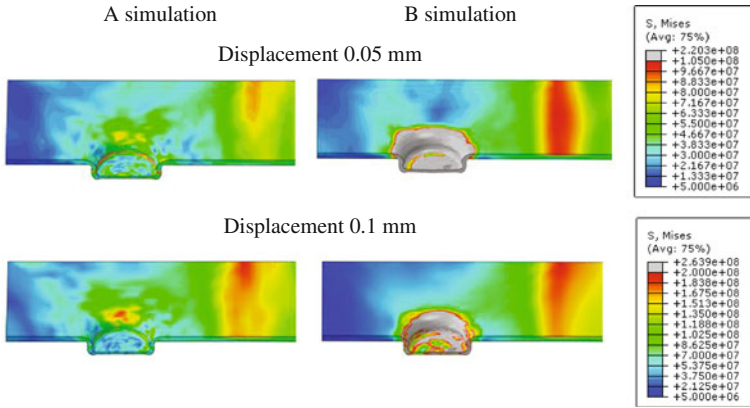 A simulation
B simulation
Displacement 0.05 mm
S, Mises
(Avg: 75%)
+2.203e+08
+1.050e+08
+9.667e+07
+8.833e+07
+8.000e+07
+7.167e+07
+6.333e+07
+5.500e+07
+4.667e+07
+3.833e+07
+3.000e+07
+2.167e+07
+1.333e+07
+5.000e+06
Displacement 0.1 mm
S, Mises
(Avg: 75%)
+2.639e+08
+2.000e+08
+1.838e+08
+1.675e+08
+1.513e+08
+1.350e+08
+1.188e+08
+1.025e+08
+8.625e+07
+7.000e+07
+5.375e+07
+3.750e+07
+2.125e+07
+5.000e+06